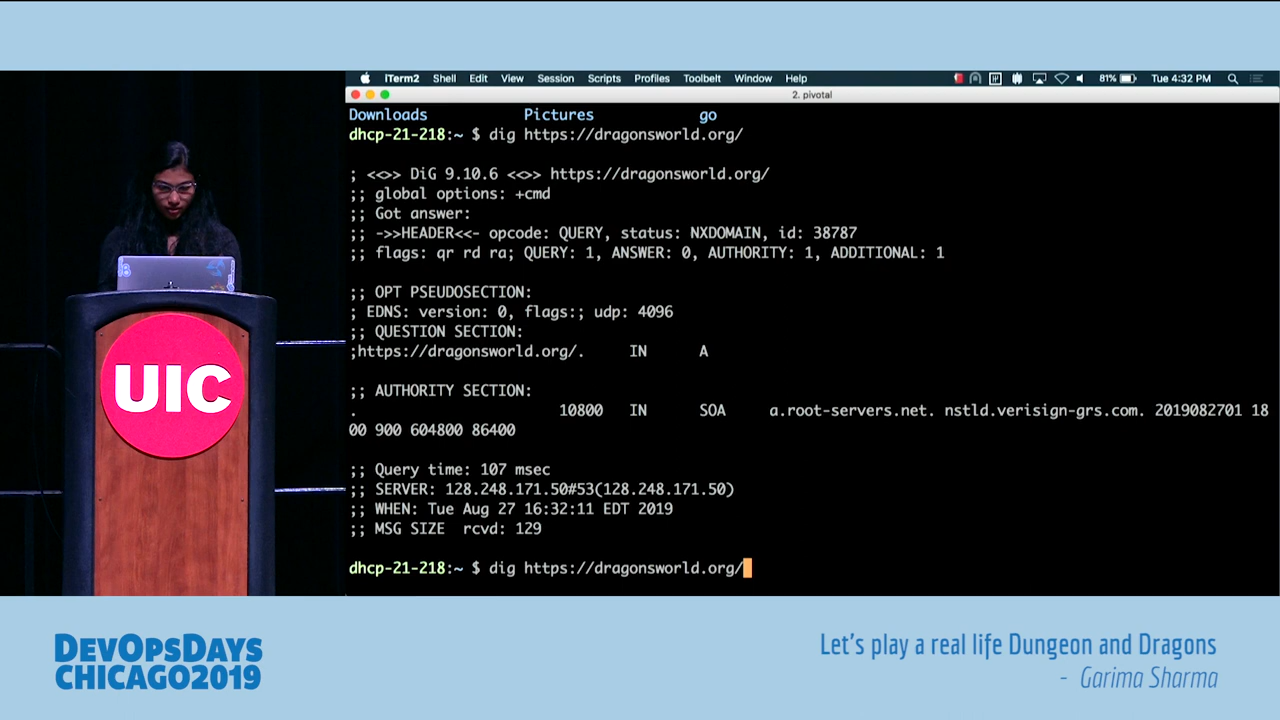 iTerm2 Shell Edit View Session Scripts Profiles Toolbelt Window Help 81% Tue 4:32 PM
2. pivotal
Downloads Pictures go
dhcp-21-218:~ $ dig https://dragonsworld.org/
; <<>> DiG 9.10.6 <<>> https://dragonsworld.org/
;; global options: +cmd
;; Got answer:
;; ->>HEADER<<- opcode: QUERY, status: NXDOMAIN, id: 38787
;; flags: qr rd ra; QUERY: 1, ANSWER: 0, AUTHORITY: 1, ADDITIONAL: 1
;; OPT PSEUDOSECTION:
; EDNS: version: 0, flags:; udp: 4096
;; QUESTION SECTION:
;https://dragonsworld.org/. IN A
;; AUTHORITY SECTION:
. 10800 IN SOA a.root-servers.net. nstld.verisign-grs.com. 2019082701 18
00 900 604800 86400
;; Query time: 107 msec
;; SERVER: 128.248.171.50#53(128.248.171.50)
;; WHEN: Tue Aug 27 16:32:11 EDT 2019
;; MSG SIZE rcvd: 129
dhcp-21-218:~ $ dig https://dragonsworld.org/
UIC
DevOpsDays
Chicago2019
Let's play a real life Dungeon and Dragons
- Garima Sharma